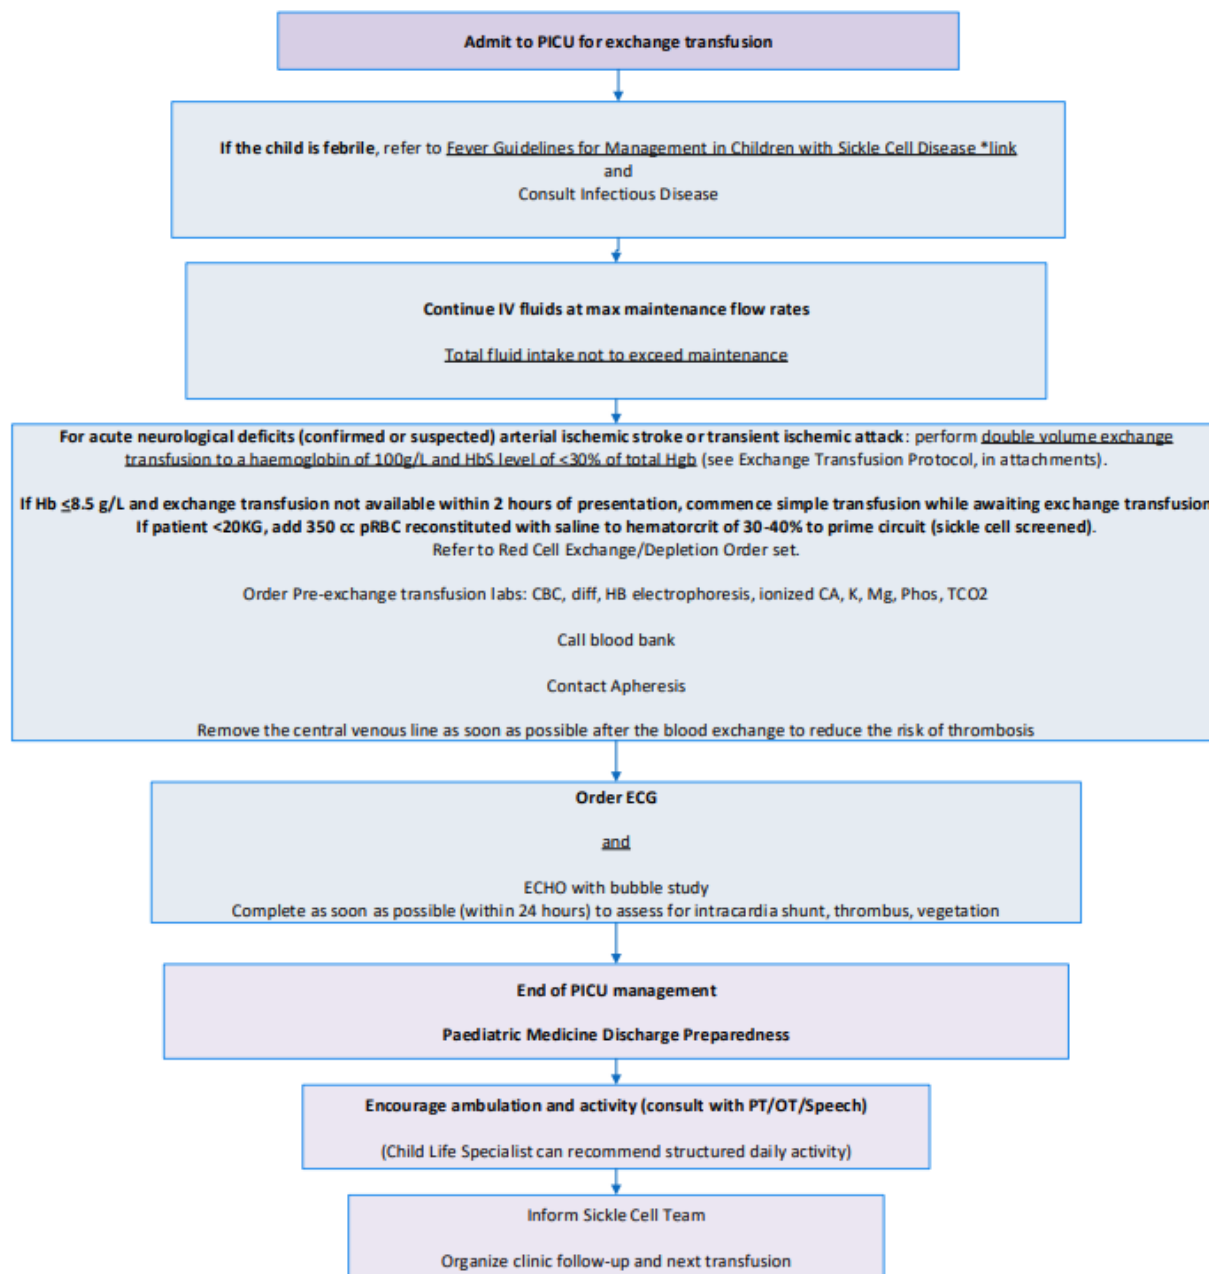 Admit to PICU for exchange transfusion
If the child is febrile, refer to Fever Guidelines for Management in Children with Sickle Cell Disease *link
and
Consult Infectious Disease
Continue IV fluids at max maintenance flow rates
Total fluid intake not to exceed maintenance
For acute neurological deficits (confirmed or suspected) arterial ischemic stroke or transient ischemic attack: perform double volume exchange
transfusion to a haemoglobin of 100g/L and HbS level of <30% of total Hgb (see Exchange Transfusion Protocol, in attachments).
If Hb ≤8.5 g/L and exchange transfusion not available within 2 hours of presentation, commence simple transfusion while awaiting exchange transfusion
If patient <20KG, add 350 cc pRBC reconstituted with saline to hematorcrit of 30-40% to prime circuit (sickle cell screened).
Refer to Red Cell Exchange/Depletion Order set.
Order Pre-exchange transfusion labs: CBC, diff, HB electrophoresis, ionized CA, K, Mg, Phos, TCO2
Call blood bank
Contact Apheresis
Remove the central venous line as soon as possible after the blood exchange to reduce the risk of thrombosis
Order ECG
and
ECHO with bubble study
Complete as soon as possible (within 24 hours) to assess for intracardia shunt, thrombus, vegetation
End of PICU management
Paediatric Medicine Discharge Preparedness
Encourage ambulation and activity (consult with PT/OT/Speech)
(Child Life Specialist can recommend structured daily activity)
Inform Sickle Cell Team
Organize clinic follow-up and next transfusion